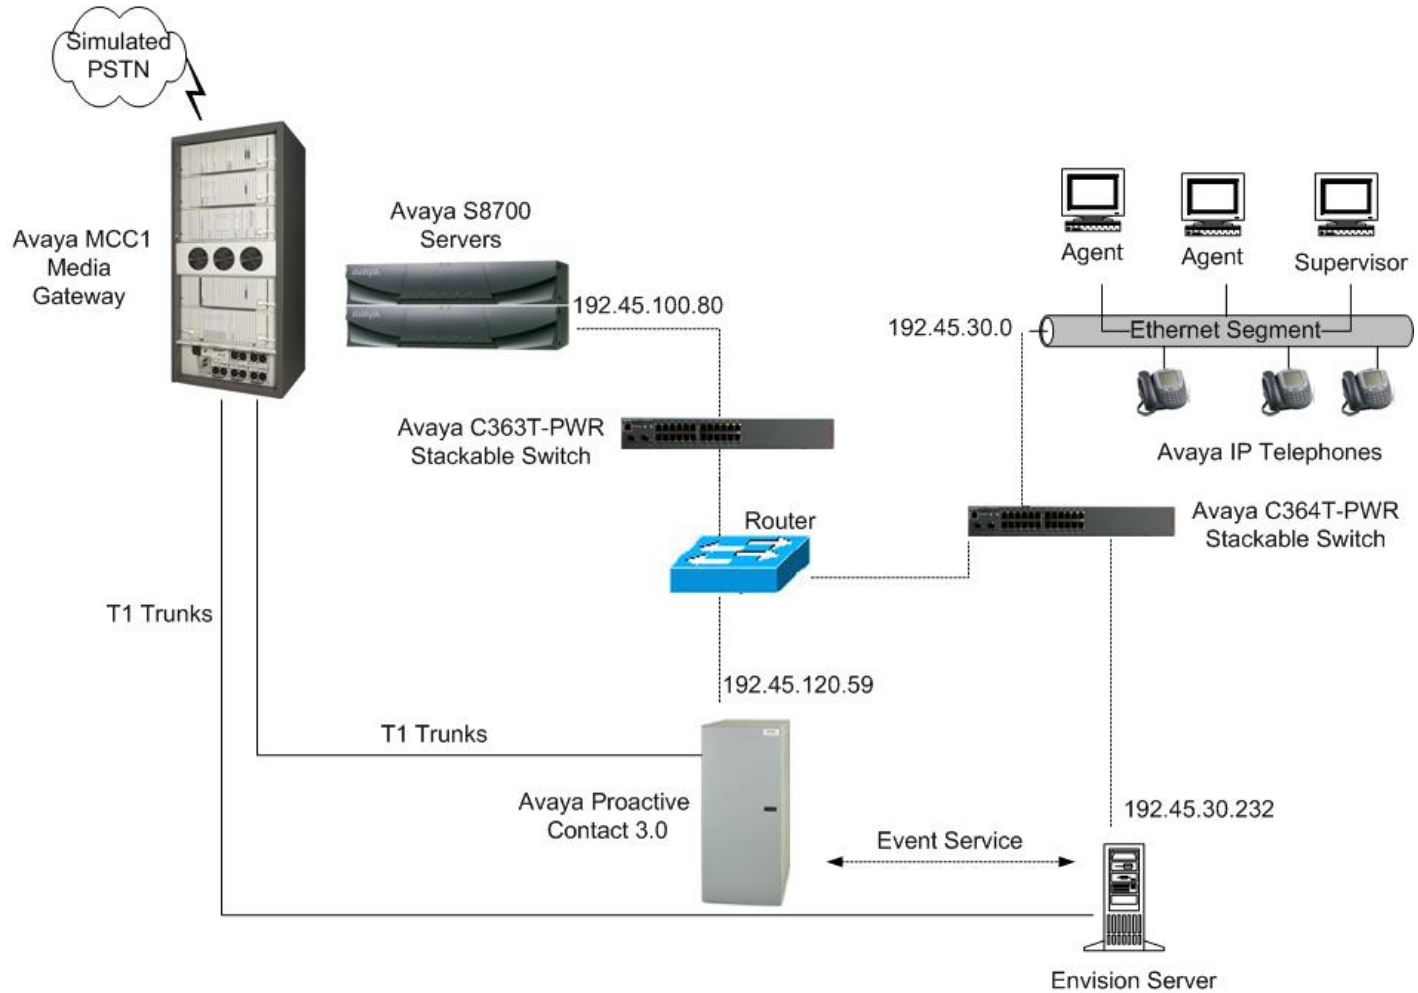 Simulated
PSTN
Avaya MCC1
Media
Gateway
Avaya S8700
Servers
AVAYA
AVAYA
192.45.100.80
Agent
Agent
Supervisor
192.45.30.0
Ethernet Segment
Avaya IP Telephones
Avaya C363T-PWR
Stackable Switch
Router
Avaya C364T-PWR
Stackable Switch
T1 Trunks
192.45.120.59
T1 Trunks
Avaya Proactive
Contact 3.0
192.45.30.232
Event Service
Envision Server